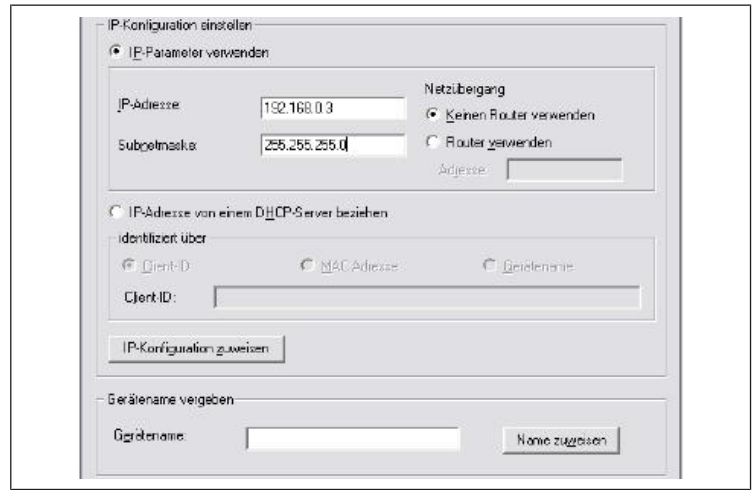 IP-Konfiguration einstellen
IP-Parameter verwenden
IP-Adresse:
192.168.0.3
Subnetmaske:
255.255.255.0
Netzübergang
Keinen Router verwenden
Router verwenden
Adresse:
IP-Adresse von einem DHCP-Server beziehen
identifiziert über
Client-ID
MAC Adresse
Gerätename
Client-ID:
IP-Konfiguration zuweisen
Gerätename vergeben
Gerätename:
Name zuweisen